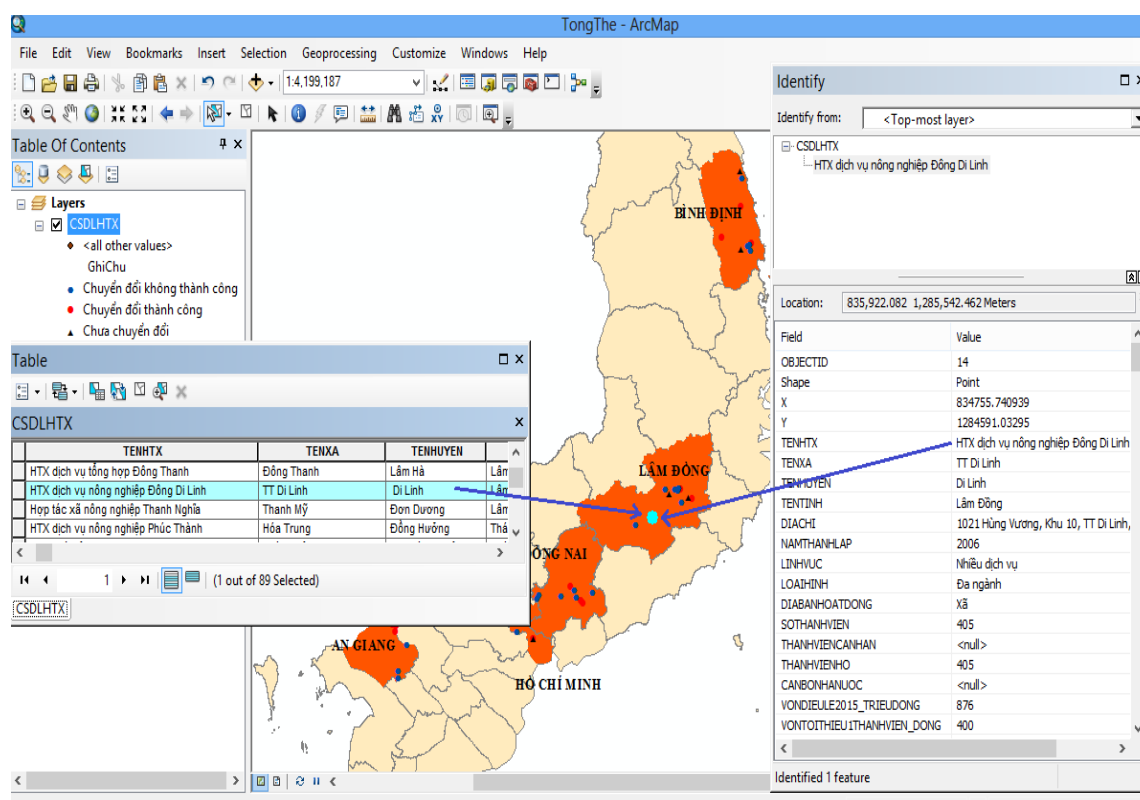 TongThe - ArcMap
File Edit View Bookmarks Insert Selection Geoprocessing Customize Windows Help
1:4,199,187
Table Of Contents
Layers
CSDLHTX
<all other values>
GhiChu
Chuyển đổi không thành công
Chuyển đổi thành công
Chưa chuyển đổi
Table
CSDLHTX
TENHTX TENXA TENHUYEN
HTX dịch vụ tổng hợp Đông Thanh Đông Thanh Lâm Hà Lâm
HTX dịch vụ nông nghiệp Đông Di Linh TT Di Linh Di Linh Lâm
Hợp tác xã nông nghiệp Thanh Nghĩa Thanh Mỹ Đơn Dương Lâm
HTX dịch vụ nông nghiệp Phúc Thành Hóa Trung Đồng Hưởng Thá
1 (1 out of 89 Selected)
CSDLHTX
BÌNH ĐỊNH
LÂM ĐỒNG
ỒNG NAI
AN GIANG
HỒ CHÍ MINH
Identify
Identify from: <Top-most layer>
CSDLHTX
HTX dịch vụ nông nghiệp Đông Di Linh
Location: 835,922.082 1,285,542.462 Meters
Field Value
OBJECTID 14
Shape Point
X 834755.740939
Y 1284591.03295
TENHTX HTX dịch vụ nông nghiệp Đông Di Linh
TENXA TT Di Linh
TENHUYEN Di Linh
TENTINH Lâm Đồng
DIACHI 1021 Hùng Vương, Khu 10, TT Di Linh,
NAMTHANHLAP 2006
LINHVUC Nhiều dịch vụ
LOAIHINH Đa ngành
DIABANHOATDONG Xã
SOTHANHVIEN 405
THANHVIENCANHAN <null>
THANHVIENHO 405
CANBONHANUOC <null>
VONDIEULE2015_TRIEUDONG 876
VONTOITHIEU1THANHVIEN_DONG 400
Identified 1 feature